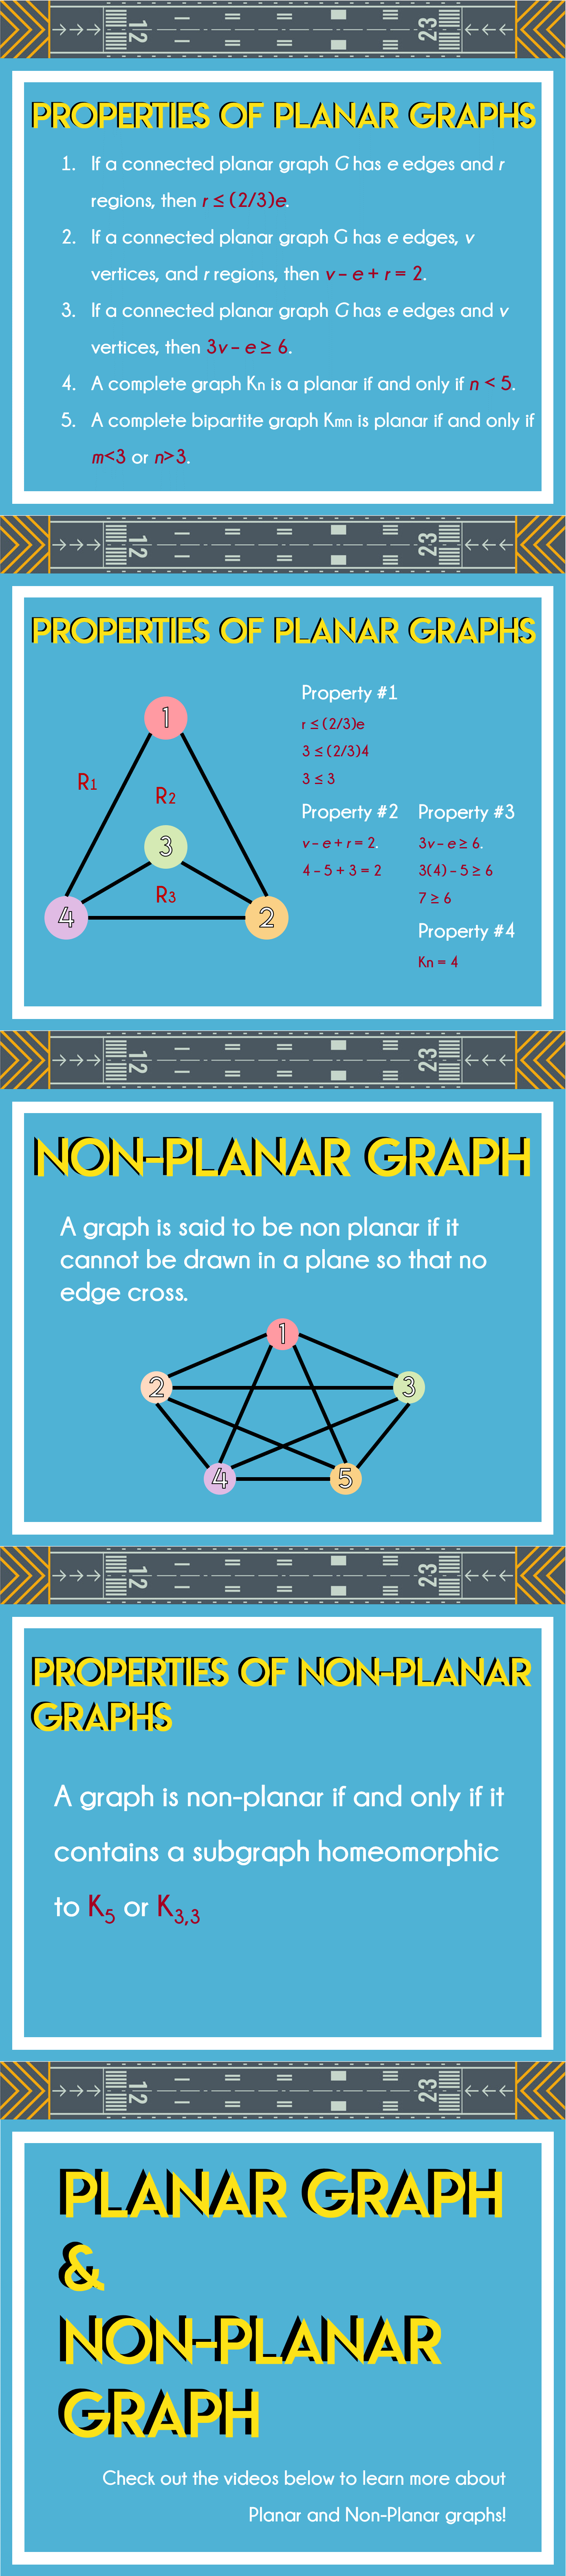 12 23
PROPERTIES OF PLANAR GRAPHS
1. If a connected planar graph G has e edges and r
regions, then r ≤ (2/3)e.
2. If a connected planar graph G has e edges, v
vertices, and r regions, then v – e + r = 2.
3. If a connected planar graph G has e edges and v
vertices, then 3v – e ≥ 6.
4. A complete graph Kn is a planar if and only if n < 5.
5. A complete bipartite graph Kmn is planar if and only if
m<3 or n>3.
12 23
PROPERTIES OF PLANAR GRAPHS
1
R1
R2
3
R3
4
2
Property #1
r ≤ (2/3)e
3 ≤ (2/3)4
3 ≤ 3
Property #2
v – e + r = 2.
4 – 5 + 3 = 2
Property #3
3v – e ≥ 6.
3(4) – 5 ≥ 6
7 ≥ 6
Property #4
Kn = 4
12 23
NON-PLANAR GRAPH
A graph is said to be non planar if it
cannot be drawn in a plane so that no
edge cross.
1
2
3
4
5
12 23
PROPERTIES OF NON-PLANAR
GRAPHS
A graph is non-planar if and only if it
contains a subgraph homeomorphic
to K5 or K3,3
12 23
PLANAR GRAPH
&
NON-PLANAR
GRAPH
Check out the videos below to learn more about
Planar and Non-Planar graphs!